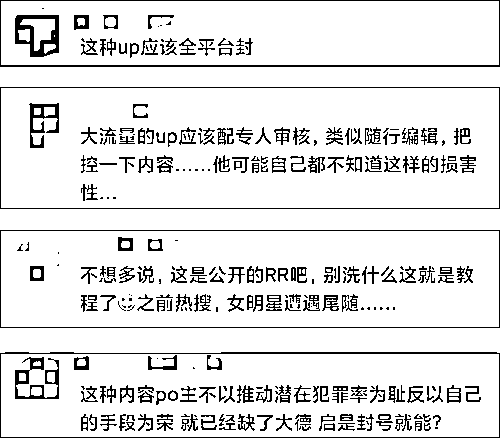 这种up应该全平台封
大流量的up应该配专人审核，类似随行编辑，把
控一下内容……他可能自己都不知道这样的损害
性…
不想多说，这是公开的RR吧，别洗什么这就是教
程了之前热搜，女明星遭遇尾随……
这种内容po主不以推动潜在犯罪率为耻反以自己
的手段为荣 就已经缺了大德 启是封号就能？